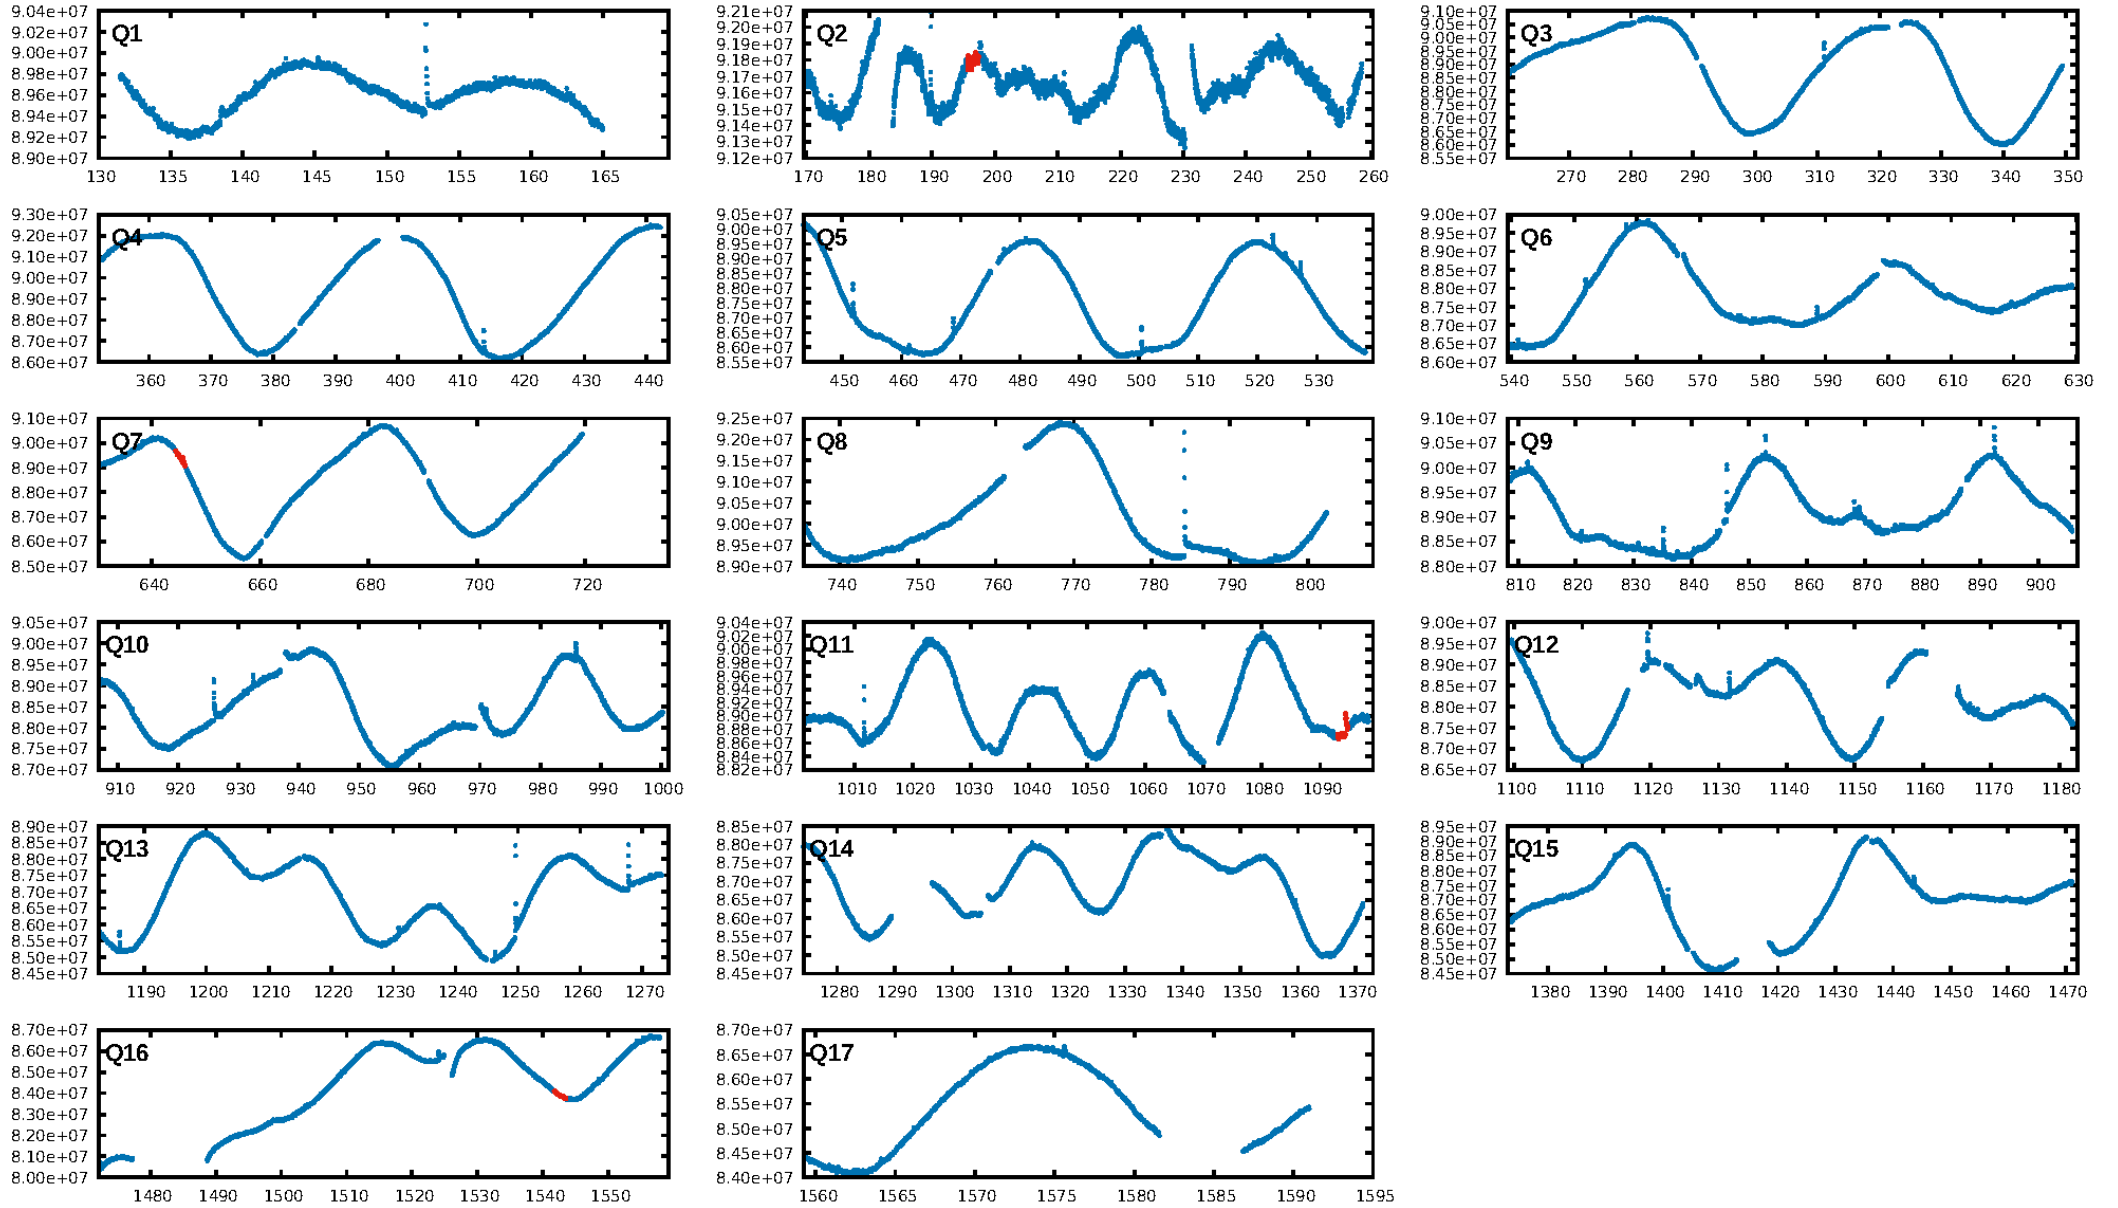 Q1
9.04e+07
9.02e+07
9.00e+07
8.98e+07
8.96e+07
8.94e+07
8.92e+07
8.90e+07
130 135 140 145 150 155 160 165
Q2
9.21e+07
9.20e+07
9.19e+07
9.18e+07
9.17e+07
9.16e+07
9.15e+07
9.14e+07
9.13e+07
9.12e+07
170 180 190 200 210 220 230 240 250 260
Q3
9.10e+07
9.05e+07
9.00e+07
8.95e+07
8.90e+07
8.85e+07
8.80e+07
8.75e+07
8.70e+07
8.65e+07
8.60e+07
8.55e+07
270 280 290 300 310 320 330 340 350
Q4
9.30e+07
9.20e+07
9.10e+07
9.00e+07
8.90e+07
8.80e+07
8.70e+07
8.60e+07
360 370 380 390 400 410 420 430 440
Q5
9.05e+07
9.00e+07
8.95e+07
8.90e+07
8.85e+07
8.80e+07
8.75e+07
8.70e+07
8.65e+07
8.60e+07
8.55e+07
450 460 470 480 490 500 510 520 530
Q6
9.00e+07
8.95e+07
8.90e+07
8.85e+07
8.80e+07
8.75e+07
8.70e+07
8.65e+07
8.60e+07
540 550 560 570 580 590 600 610 620 630
Q7
9.10e+07
9.00e+07
8.90e+07
8.80e+07
8.70e+07
8.60e+07
8.50e+07
640 660 680 700 720
Q8
9.25e+07
9.20e+07
9.15e+07
9.10e+07
9.05e+07
9.00e+07
8.95e+07
8.90e+07
740 750 760 770 780 790 800
Q9
9.10e+07
9.05e+07
9.00e+07
8.95e+07
8.90e+07
8.85e+07
8.80e+07
810 820 830 840 850 860 870 880 890 900
Q10
9.05e+07
9.00e+07
8.95e+07
8.90e+07
8.85e+07
8.80e+07
8.75e+07
8.70e+07
910 920 930 940 950 960 970 980 990 1000
Q11
9.04e+07
9.02e+07
9.00e+07
8.98e+07
8.96e+07
8.94e+07
8.92e+07
8.90e+07
8.88e+07
8.86e+07
8.84e+07
8.82e+07
1010 1020 1030 1040 1050 1060 1070 1080 1090
Q12
9.00e+07
8.95e+07
8.90e+07
8.85e+07
8.80e+07
8.75e+07
8.70e+07
8.65e+07
1100 1110 1120 1130 1140 1150 1160 1170 1180
Q13
8.90e+07
8.85e+07
8.80e+07
8.75e+07
8.70e+07
8.65e+07
8.60e+07
8.55e+07
8.50e+07
8.45e+07
1190 1200 1210 1220 1230 1240 1250 1260 1270
Q14
8.85e+07
8.80e+07
8.75e+07
8.70e+07
8.65e+07
8.60e+07
8.55e+07
8.50e+07
8.45e+07
1280 1290 1300 1310 1320 1330 1340 1350 1360 1370
Q15
8.95e+07
8.90e+07
8.85e+07
8.80e+07
8.75e+07
8.70e+07
8.65e+07
8.60e+07
8.55e+07
8.50e+07
8.45e+07
1380 1390 1400 1410 1420 1430 1440 1450 1460 1470
Q16
8.70e+07
8.60e+07
8.50e+07
8.40e+07
8.30e+07
8.20e+07
8.10e+07
8.00e+07
1480 1490 1500 1510 1520 1530 1540 1550
Q17
8.70e+07
8.65e+07
8.60e+07
8.55e+07
8.50e+07
8.45e+07
8.40e+07
1560 1565 1570 1575 1580 1585 1590 1595